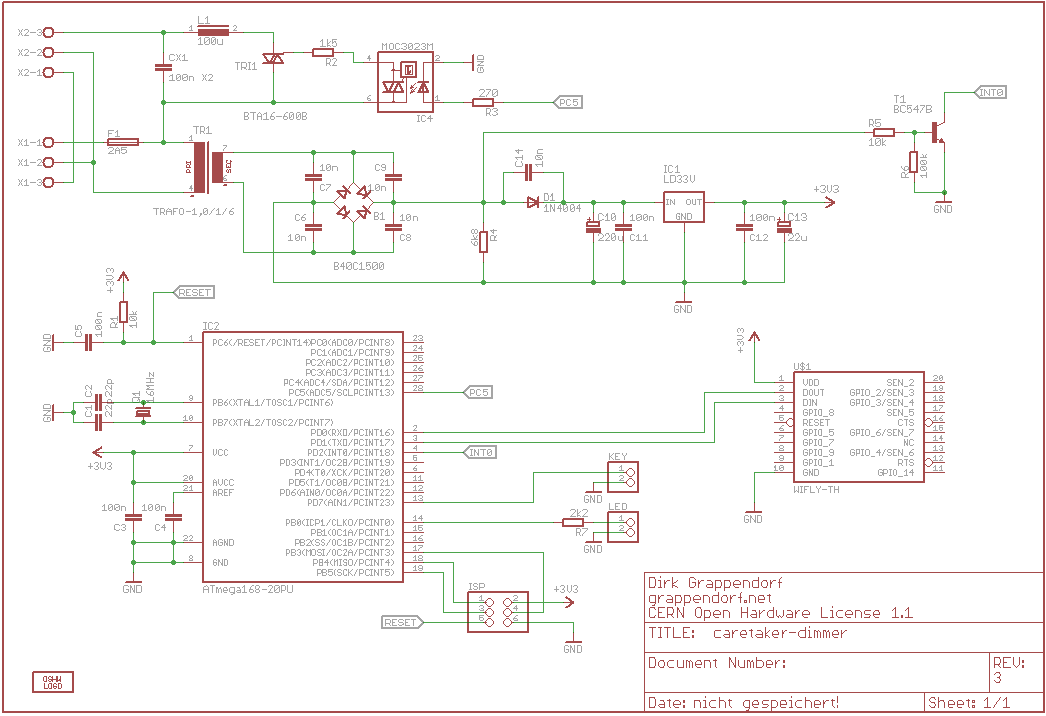 X2-3
X2-2
X2-1
L1
1 2
100u
CX1
100n X2
TRI1
BTA16-600B
1k5
R2
MOC3023M
4
6
2
1
IC4
GND
270
R3
PC5
T1
BC547B
INT0
R5
10k
R6
100k
GND
X1-1
X1-2
X1-3
F1
2A5
TR1
1
4
PRI
SEC
7
TRAFO-1,0/1/6
10n
C7
C9
10n
C6
10n
B1
10n
C8
B40C1500
C14
10n
D1
1N4004
6k8
R4
C10
220u
100n
C11
IC1
LD33V
IN OUT
GND
GND
100n
C12
C13
22u
+3V3
+3V3
RESET
R1
10k
C5
100n
GND
C2
22p
C1
22p
GND
Q1
16MHz
+3V3
100n
C3
100n
C4
GND
IC2
1 PC6(/RESET/PCINT14)
9 PB6(XTAL1/TOSC1/PCINT6)
10 PB7(XTAL2/TOSC2/PCINT7)
7 VCC
20 AVCC
21 AREF
22 AGND
8 GND
PC0(ADC0/PCINT8) 23
PC1(ADC1/PCINT9) 24
PC2(ADC2/PCINT10) 25
PC3(ADC3/PCINT11) 26
PC4(ADC4/SDA/PCINT12) 27
PC5(ADC5/SCLPCINT13) 28
PD0(RXD/PCINT16) 2
PD1(TXD/PCINT17) 3
PD2(INT0/PCINT18) 4
PD3(INT1/OC2B/PCINT19) 5
PD4(T0/XCK/PCINT20) 6
PD5(T1/OC0B/PCINT21) 11
PD6(AIN0/OC0A/PCINT22) 12
PD7(AIN1/PCINT23) 13
PB0(ICP1/CLKO/PCINT0) 14
PB1(OC1A/PCINT1) 15
PB2(SS/OC1B/PCINT2) 16
PB3(MOSI/OC2A/PCINT3) 17
PB4(MISO/PCINT4) 18
PB5(SCK/PCINT5) 19
ATmega168-20PU
PC5
INT0
KEY
1
2
GND
LED
1
2
2k2
R7
GND
ISP
1 2
3 4
5 6
+3V3
GND
RESET
+3V3
U$1
1 VDD
2 DOUT
3 DIN
4 GPIO_8
5 RESET
6 GPIO_5
7 GPIO_7
8 GPIO_9
9 GPIO_1
10 GND
SEN_2 20
GPIO_2/SEN_3 19
GPIO_3/SEN_4 18
SEN_5 17
CTS 16
GPIO_6/SEN_7 15
NC 14
GPIO_4/SEN_6 13
RTS 12
GPIO_14 11
WIFLY-TH
GND
OSHW
LOGO
Dirk Grappendorf
grappendorf.net
CERN Open Hardware License 1.1
TITLE: caretaker-dimmer
Document Number:
REV:
3
Date: nicht gespeichert!
Sheet: 1/1